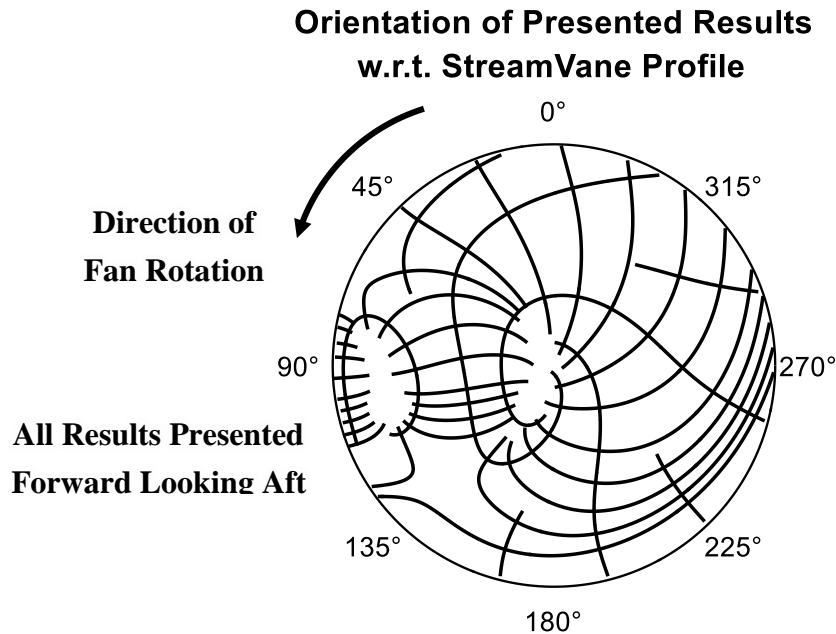 Orientation of Presented Results
w.r.t. StreamVane Profile
0°
45°
315°
Direction of
Fan Rotation
90°
270°
All Results Presented
Forward Looking Aft
135°
225°
180°